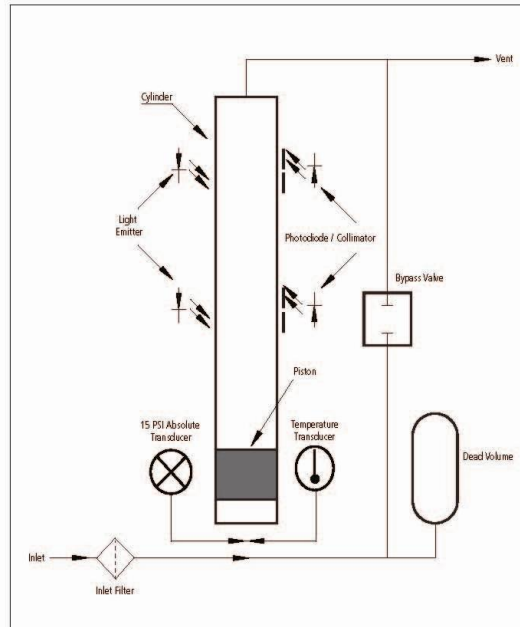 Vent
Cylinder
Light
Emitter
Photodiode / Collimator
Bypass Valve
Piston
15 PSI Absolute
Transducer
Temperature
Transducer
Dead Volume
Inlet
Inlet Filter